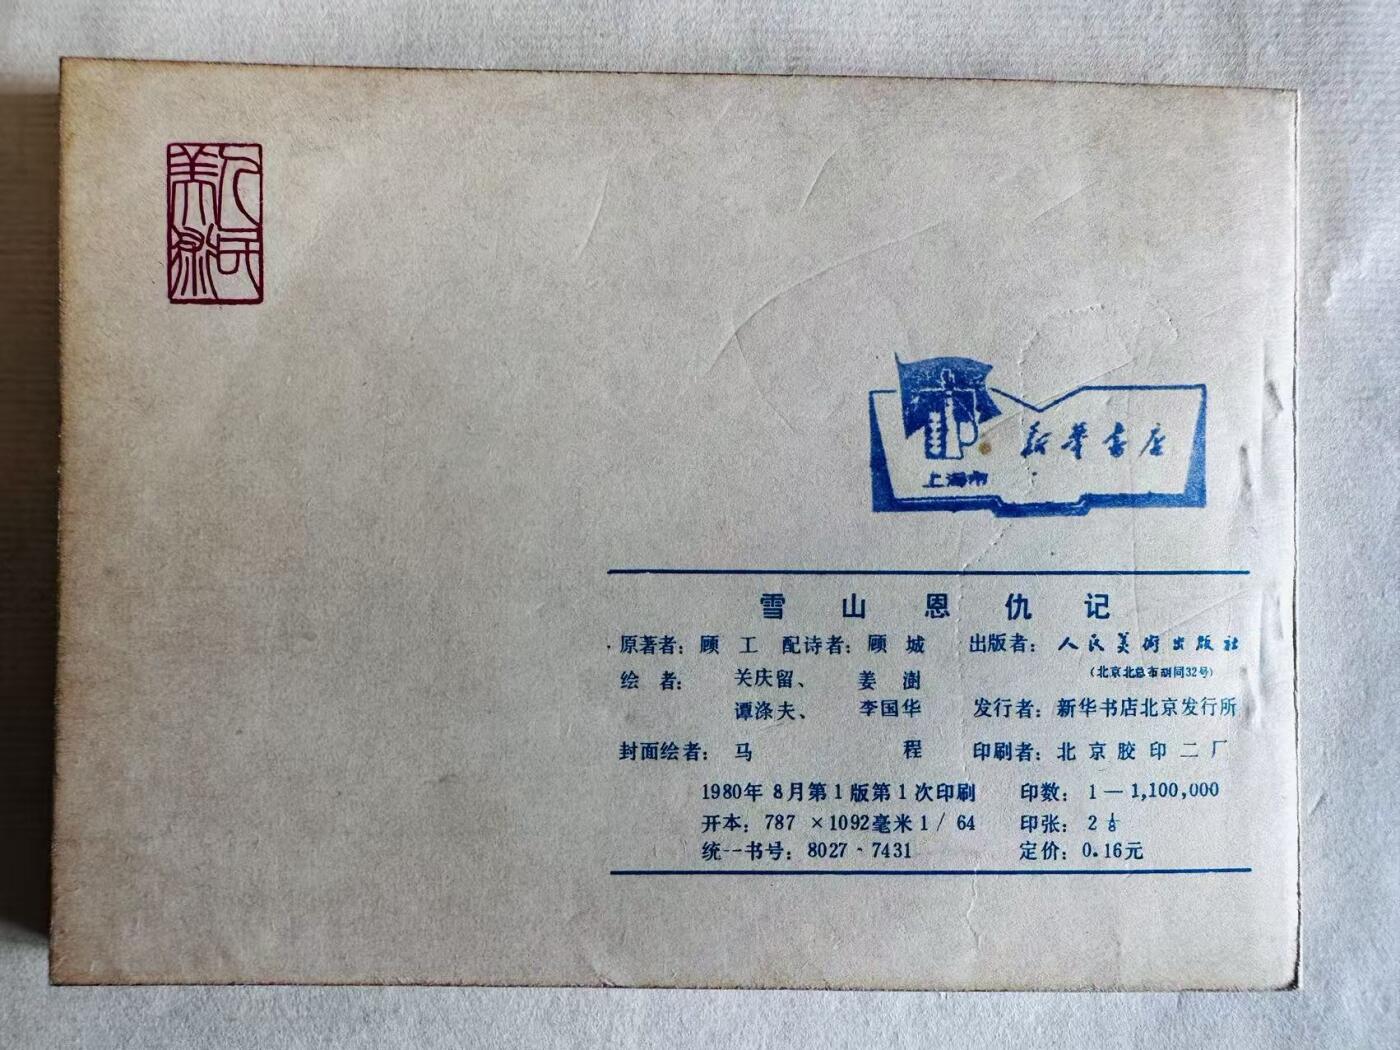 人民美术
新华书店
上海市
雪山恩仇记
原著者：顾 工 配诗者：顾 城 出版者：人民美術出版社
（北京北总布胡同32号）
绘 者： 关庆留、 姜 澍
谭涤夫、 李国华 发行者：新华书店北京发行所
封面绘者： 马 程 印刷者：北京胶印二厂
1980年 8月第1版第1次印刷 印数：1—1,100,000
开本：787 ×1092毫米1/64 印张：2 1/8
统一书号：8027·7431 定价：0.16元